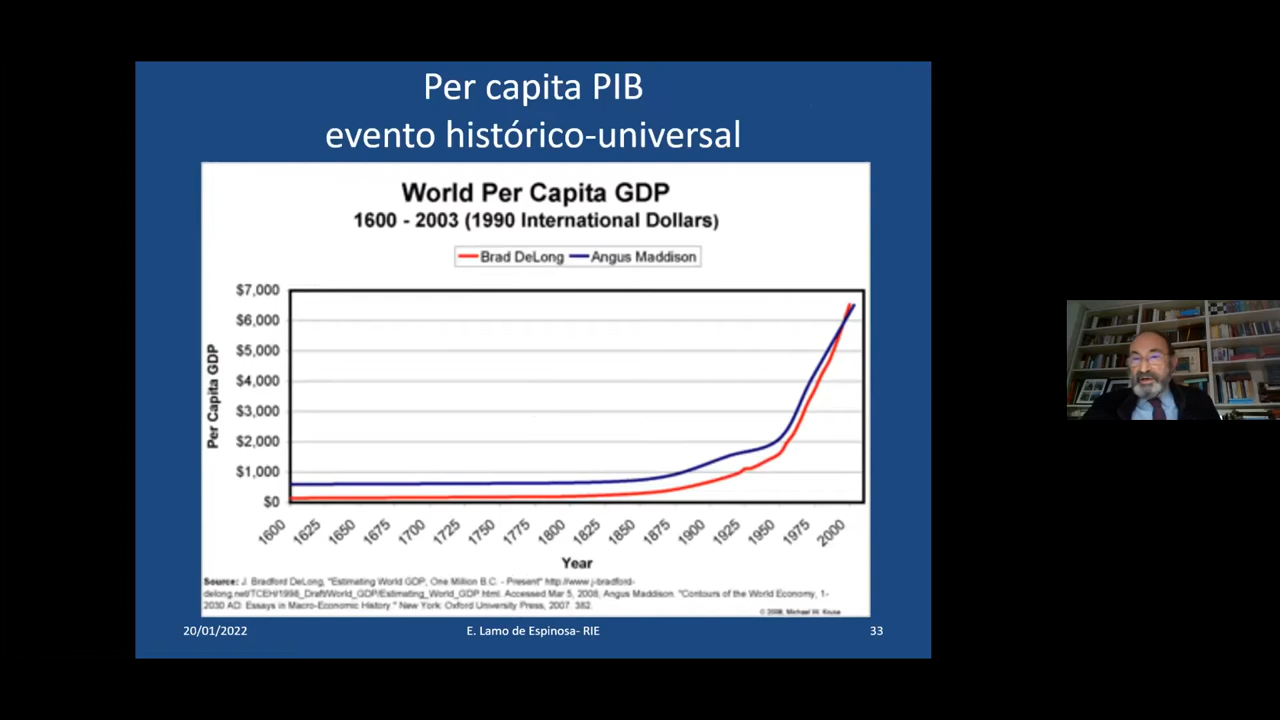 Per capita PIB
evento histórico-universal
World Per Capita GDP
1600 - 2003 (1990 International Dollars)
Brad DeLong Angus Maddison
$7,000
$6,000
$5,000
$4,000
$3,000
$2,000
$1,000
$0
Per Capita GDP
1600 1625 1650 1675 1700 1725 1750 1775 1800 1825 1850 1875 1900 1925 1950 1975 2000
Year
Source: J. Bradford DeLong, "Estimating World GDP, One Million B.C. - Present" http://www.j-bradford-
delong.net/TCEH/1998_Draft/World_GDP/Estimating_World_GDP.html. Accessed Mar 5, 2008, Angus Maddison. "Contours of the World Economy, 1-
2030 AD: Essays in Macro-Economic History." New York: Oxford University Press, 2007. 382.
© 2008, Michael W. Kruse
20/01/2022 E. Lamo de Espinosa- RIE 33